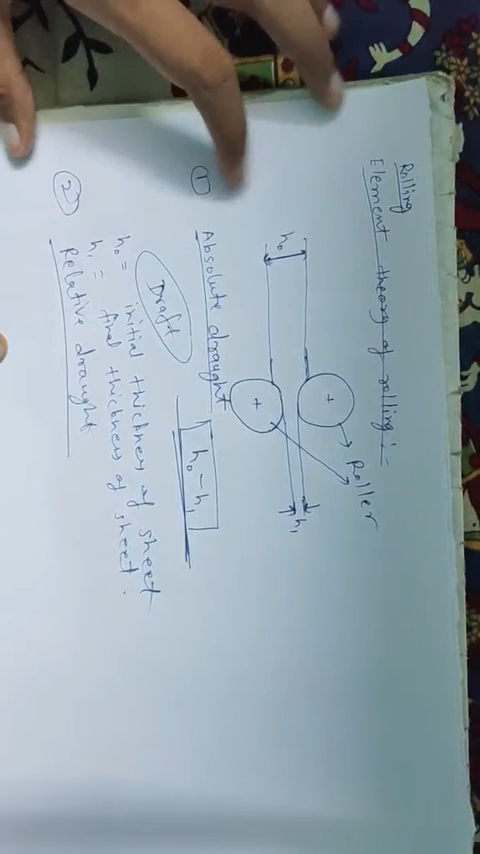 Rolling
Element theory of rolling:-
h₀
h₁
Roller
① Absolute draught
h₀ - h₁
Draft
h₀ = initial thickness of sheet
h₁ = final thickness of sheet.
② Relative draught